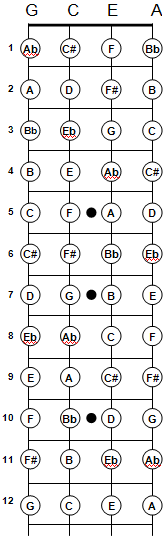 G C E A
1 Ab C# F Bb
2 A D F# B
3 Bb Eb G C
4 B E Ab C#
5 C F A D
6 C# F# Bb Eb
7 D G B E
8 Eb Ab C F
9 E A C# F#
10 F Bb D G
11 F# B Eb Ab
12 G C E A